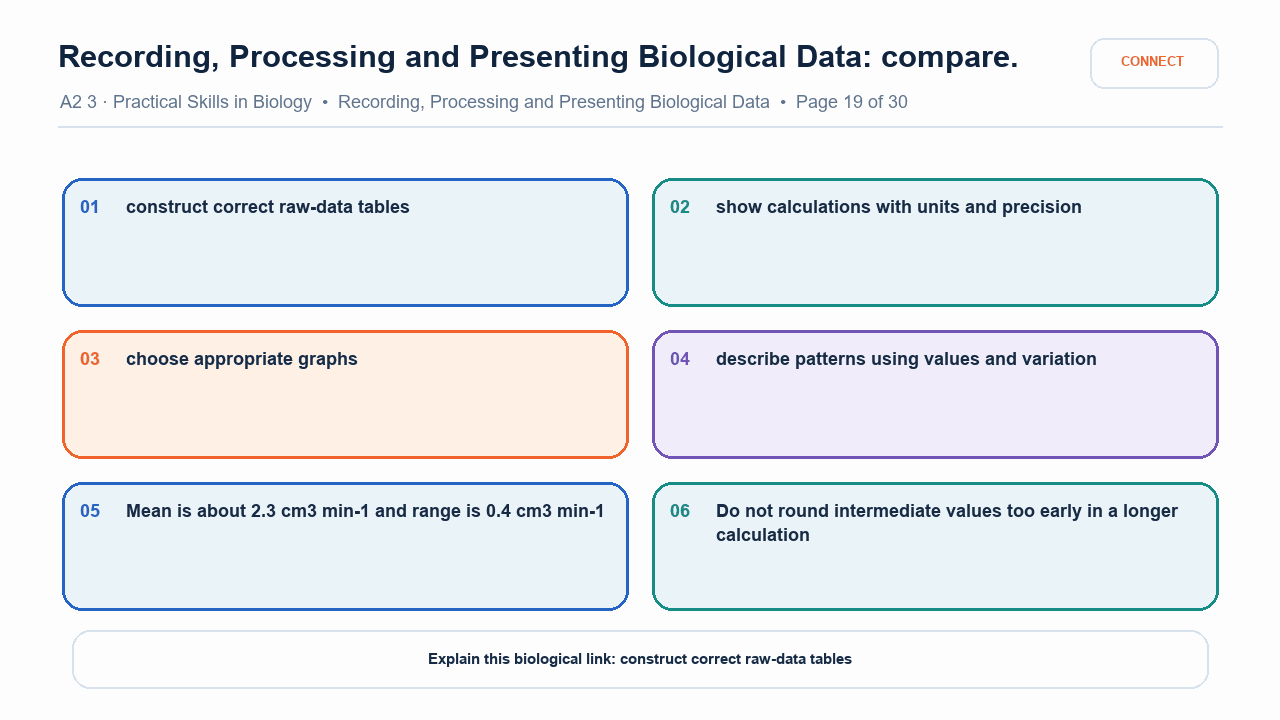 Recording, Processing and Presenting Biological Data: compare.
CONNECT
A2 3 · Practical Skills in Biology • Recording, Processing and Presenting Biological Data • Page 19 of 30
01 construct correct raw-data tables
02 show calculations with units and precision
03 choose appropriate graphs
04 describe patterns using values and variation
05 Mean is about 2.3 cm3 min-1 and range is 0.4 cm3 min-1
06 Do not round intermediate values too early in a longer
calculation
Explain this biological link: construct correct raw-data tables